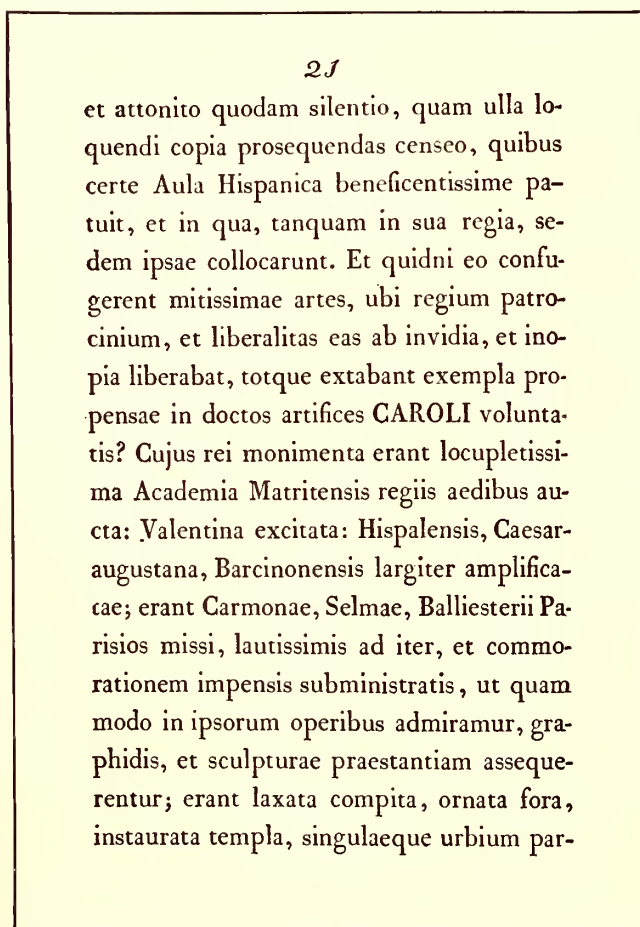 21
et attonito quodam silentio, quam ulla lo-
quendi copia prosequendas censeo, quibus
certe Aula Hispanica beneficentissime pa-
tuit, et in qua, tanquam in sua regia, se-
dem ipsae collocarunt. Et quidni eo confu-
gerent mitissimae artes, ubi regium patro-
cinium, et liberalitas eas ab invidia, et ino-
pia liberabat, totque extabant exempla pro-
pensae in doctos artifices CAROLI volunta-
tis? Cujus rei monimenta erant locupletissi-
ma Academia Matritensis regiis aedibus au-
cta: Valentina excitata: Hispalensis, Caesar-
augustana, Barcinonensis largiter amplifica-
cae; erant Carmonae, Selmae, Balliesterii Pa-
risios missi, lautissimis ad iter, et commo-
rationem impensis subministratis, ut quam
modo in ipsorum operibus admiramur, gra-
phidis, et sculpturae praestantiam asseque-
rentur; erant laxata compita, ornata fora,
instaurata templa, singulaeque urbium par-